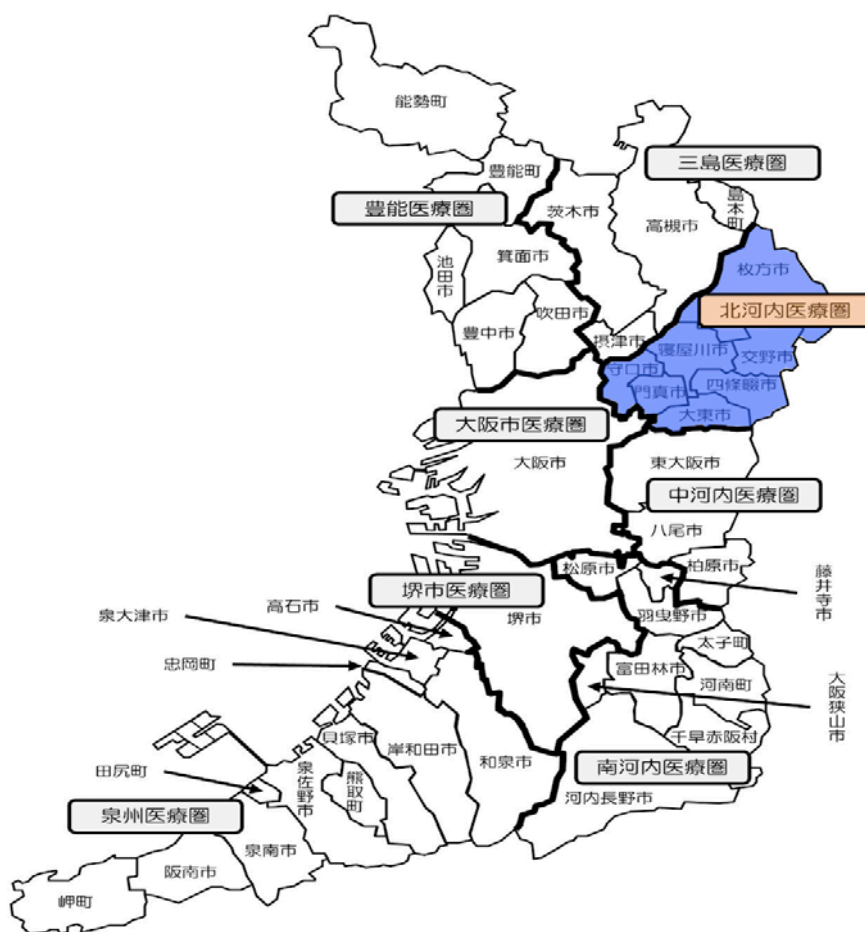 能勢町
豊能町
三島医療圏
島本町
豊能医療圏
茨木市
高槻市
箕面市
池田市
枚方市
吹田市
北河内医療圏
豊中市
摂津市
寝屋川市
交野市
守口市
門真市
四條畷市
大東市
大阪市医療圏
大阪市
東大阪市
中河内医療圏
八尾市
松原市
柏原市
藤井寺市
堺市医療圏
高石市
泉大津市
堺市
羽曳野市
太子町
忠岡町
富田林市
河南町
大阪狭山市
千早赤阪村
貝塚市
岸和田市
和泉市
南河内医療圏
田尻町
泉佐野市
熊取町
河内長野市
泉州医療圏
泉南市
阪南市
岬町